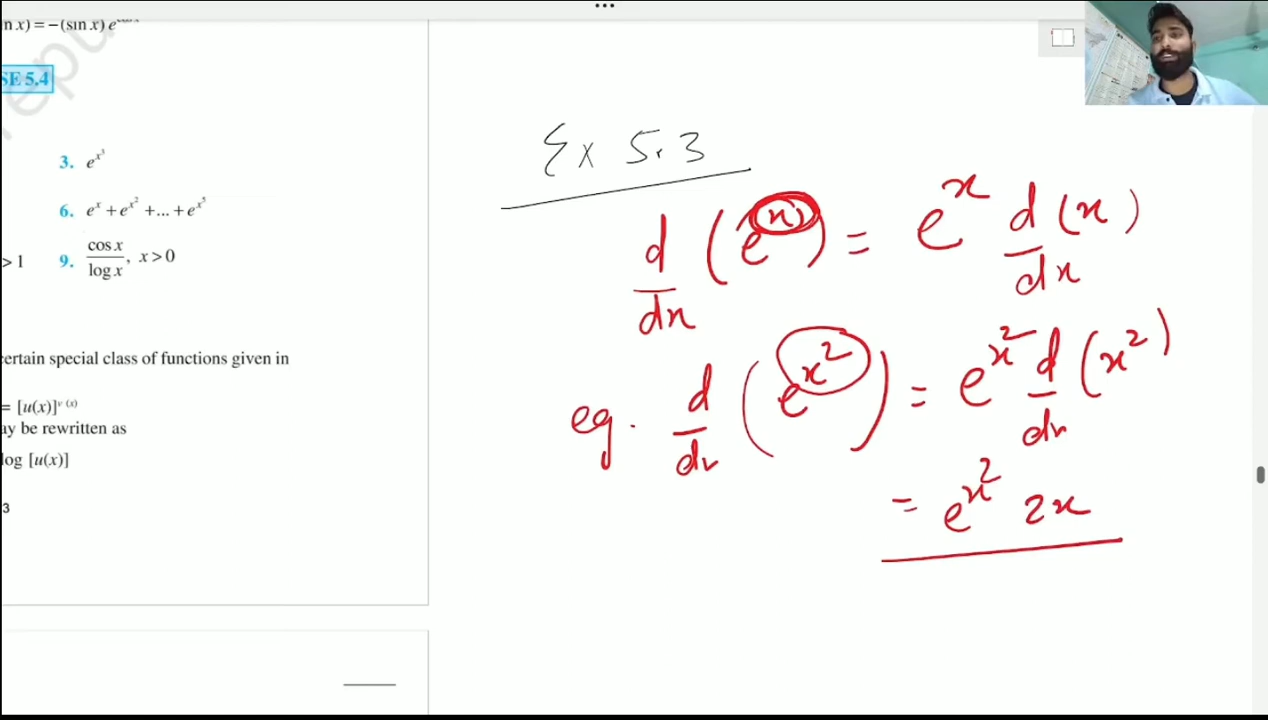 n x) = – (sin x) e
SE 5.4
3. e^{x^3}
6. e^x + e^{x^2} +...+ e^{x^5}
> 1 9. cos x / log x, x > 0
ertain special class of functions given in
= [u(x)]^{v (x)}
ay be rewritten as
log [u(x)]
3
Ex 5.3
d/dx (e^{(x)}) = e^x d/dx (x)
eg. d/dx (e^{x^2}) = e^{x^2} d/dx (x^2)
= e^{x^2} 2x